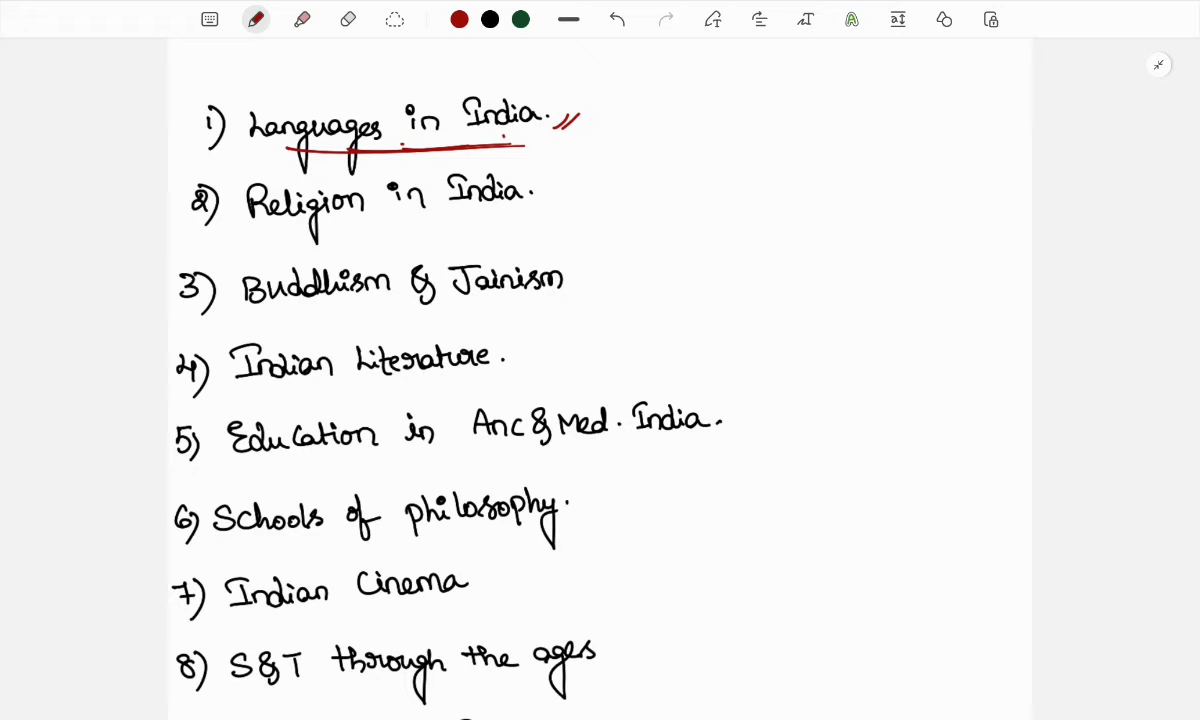 1) Languages in India.
2) Religion in India.
3) Buddhism & Jainism
4) Indian Literature.
5) Education in Anc & Med. India.
6) Schools of philosophy.
7) Indian Cinema
8) S&T through the ages